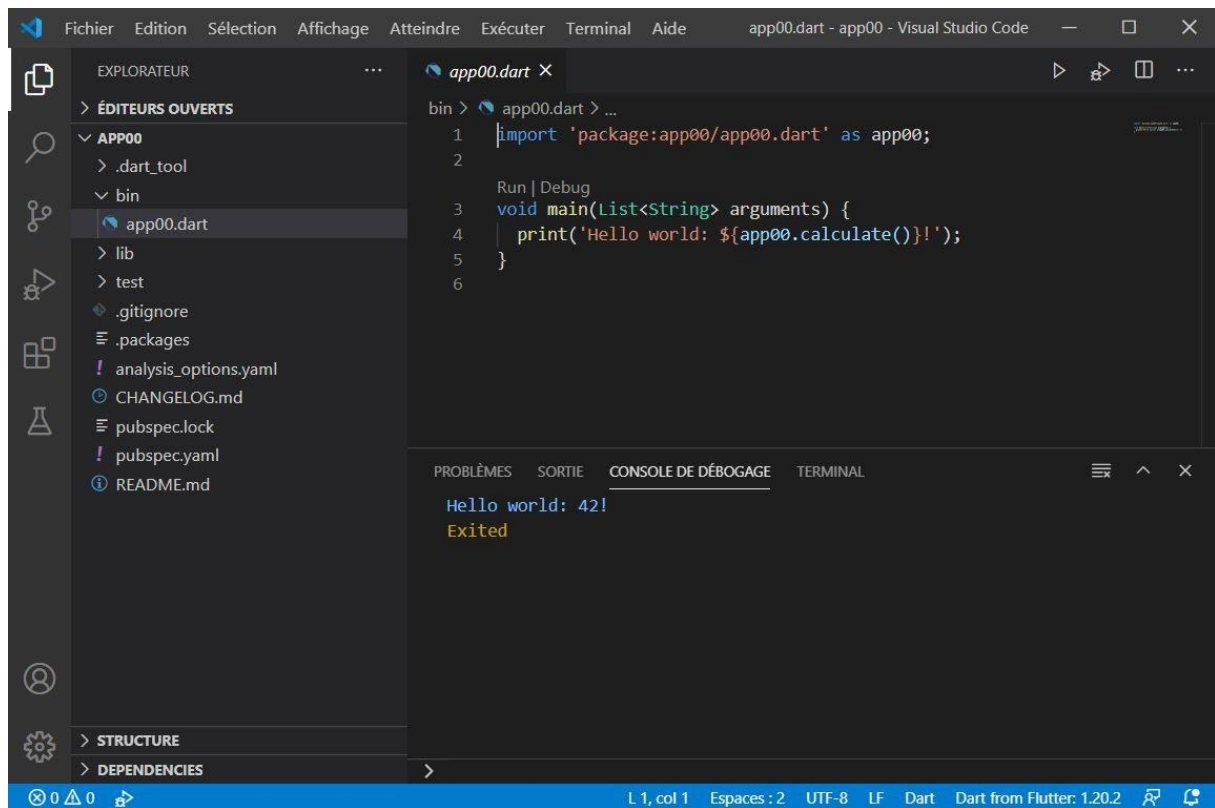 Fichier Edition Sélection Affichage Atteindre Exécuter Terminal Aide app00.dart - app00 - Visual Studio Code
EXPLORATEUR
ÉDITEURS OUVERTS
APP00
.dart_tool
bin
app00.dart
lib
test
.gitignore
.packages
analysis_options.yaml
CHANGELOG.md
pubspec.lock
pubspec.yaml
README.md
STRUCTURE
DEPENDENCIES
app00.dart
bin > app00.dart > ...
1 import 'package:app00/app00.dart' as app00;
2
Run | Debug
3 void main(List<String> arguments) {
4 print('Hello world: ${app00.calculate()}!');
5 }
6
PROBLÈMES SORTIE CONSOLE DE DÉBOGAGE TERMINAL
Hello world: 42!
Exited
>
0 0 L 1, col 1 Espaces : 2 UTF-8 LF Dart Dart from Flutter: 1.20.2